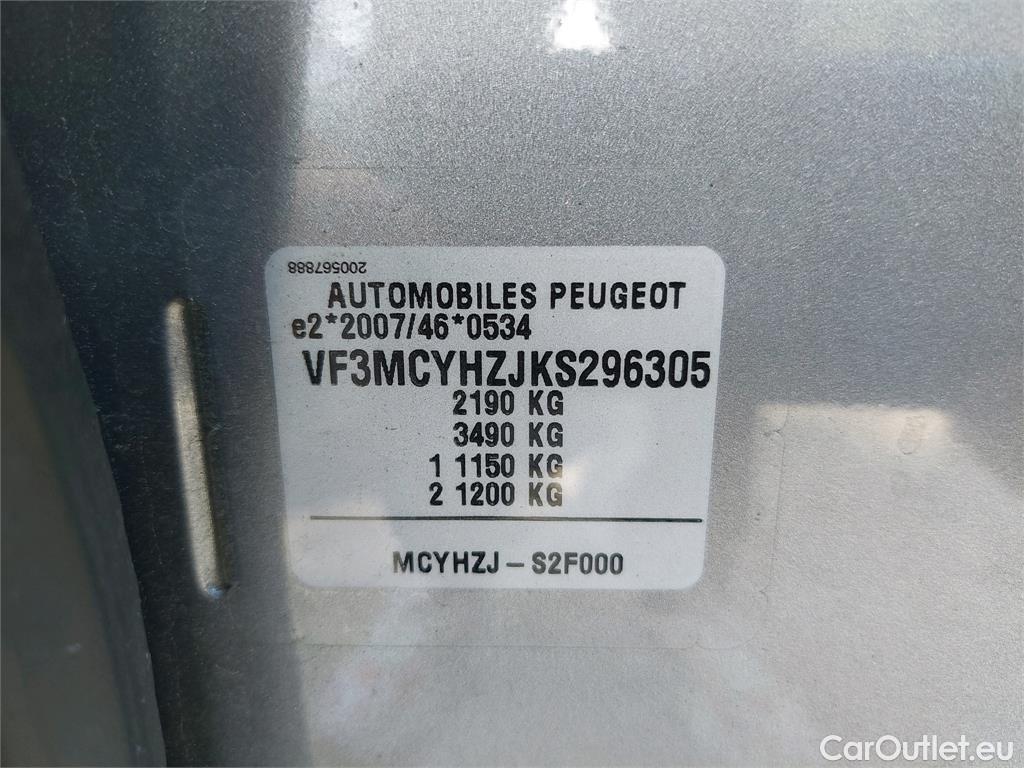 200567888
AUTOMOBILES PEUGEOT
e2*2007/46*0534
VF3MCYHZJKS296305
2190 KG
3490 KG
1 1150 KG
2 1200 KG
MCYHZJ – S2F000
CarOutlet.eu